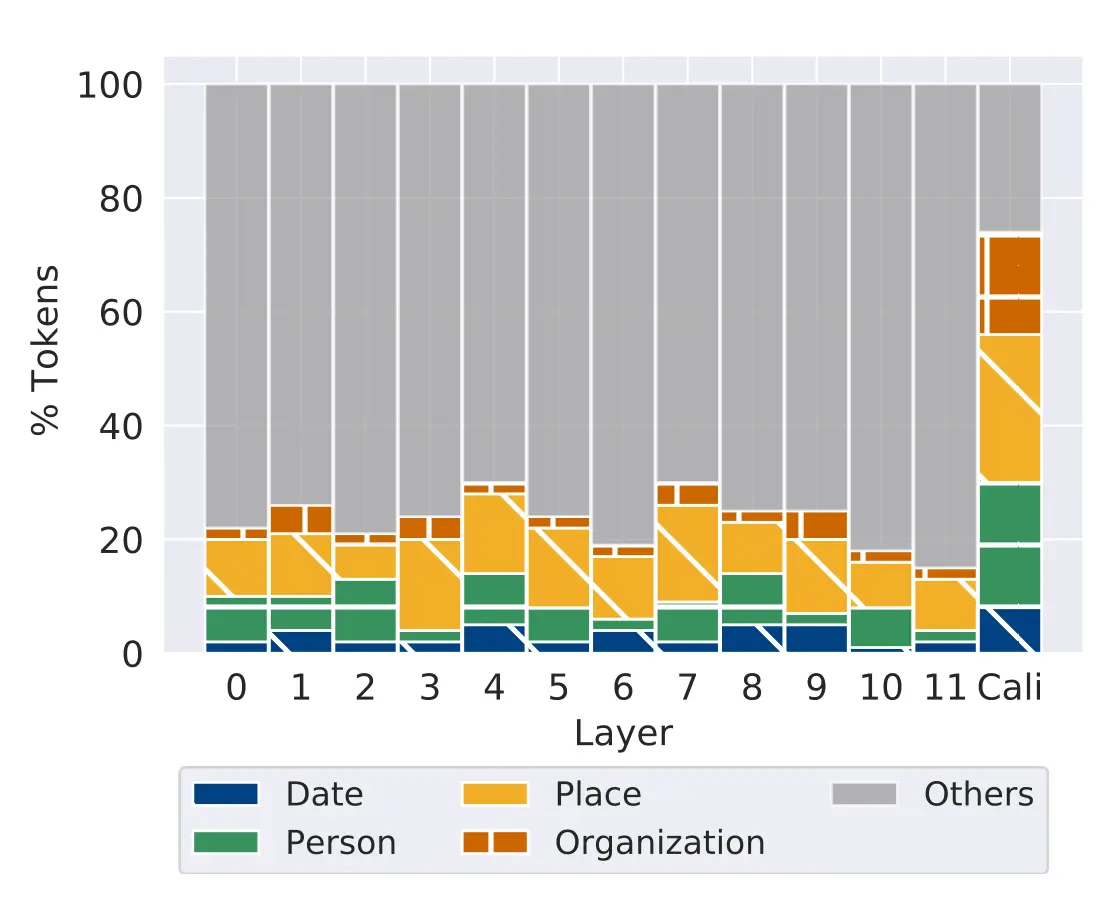 100
80
60
40
20
0
% Tokens
0 1 2 3 4 5 6 7 8 9 10 11 Cali
Layer
Date Place Others
Person Organization